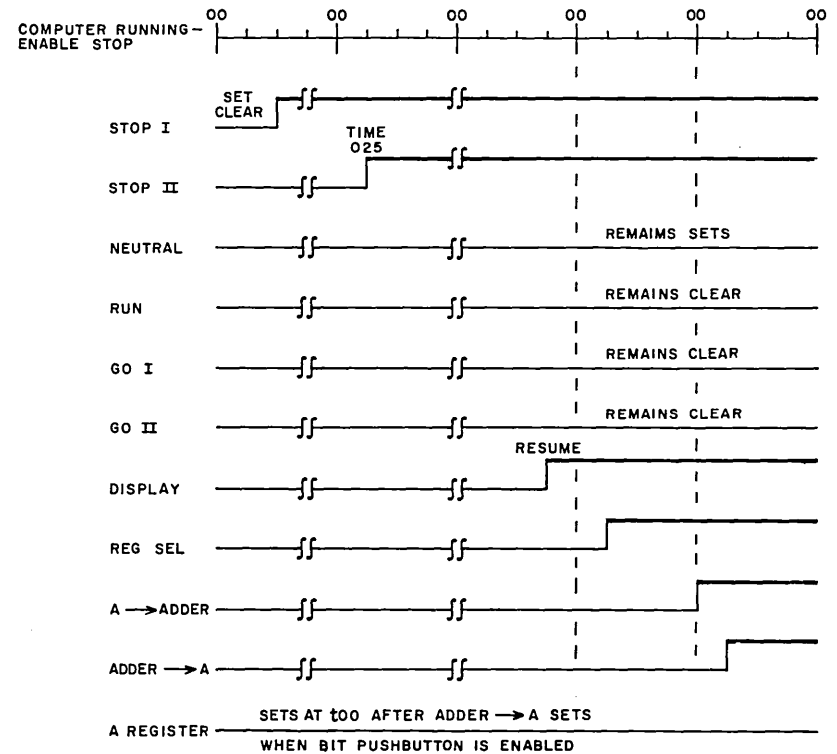 00 00 00 00 00 00
COMPUTER RUNNING—
ENABLE STOP
SET
CLEAR
STOP I
TIME
025
STOP II
NEUTRAL
REMAIMS SETS
RUN
REMAINS CLEAR
GO I
REMAINS CLEAR
GO II
REMAINS CLEAR
RESUME
DISPLAY
REG SEL
A → ADDER
ADDER → A
A REGISTER
SETS AT t00 AFTER ADDER → A SETS
WHEN BIT PUSHBUTTON IS ENABLED